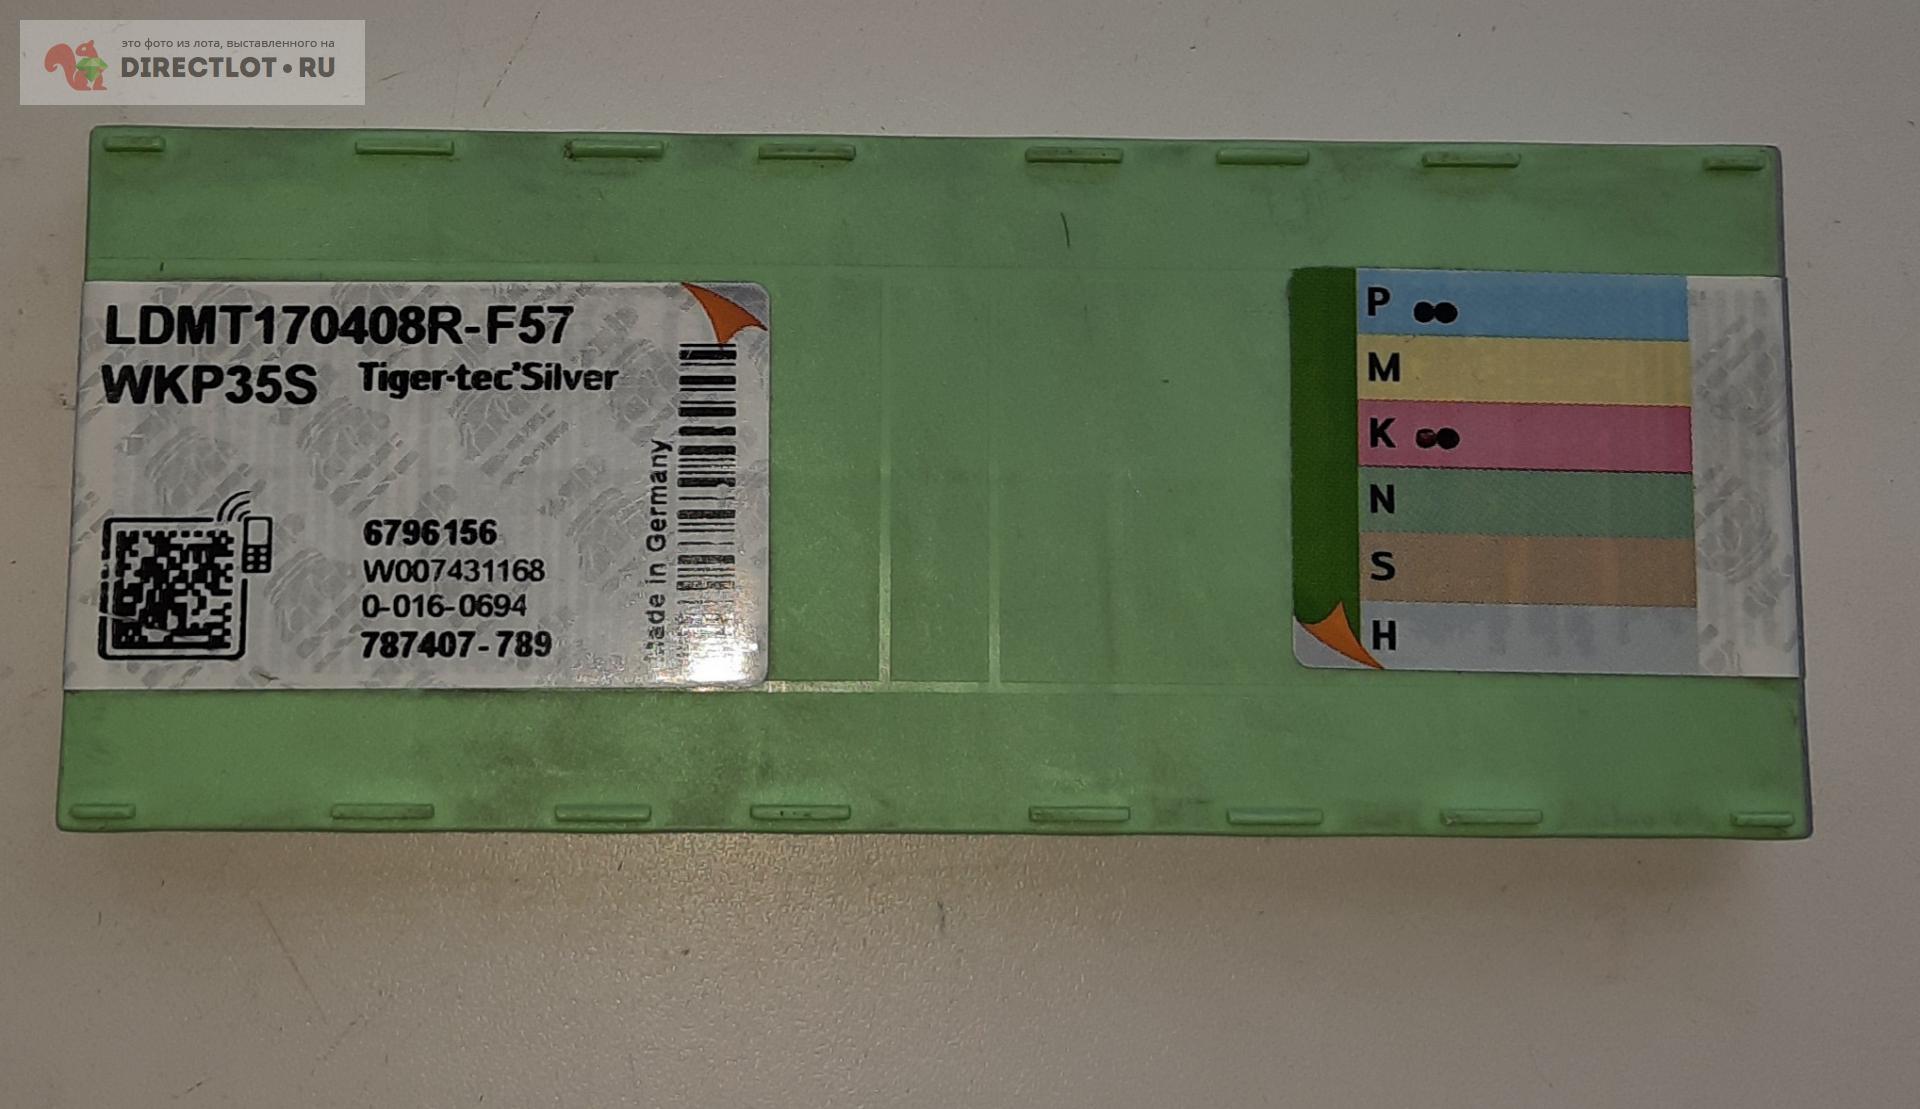 это фото из лота, выставленного на
DIRECTLOT•RU
LDMT170408R-F57
WKP35S Tiger·tec®Silver
made in Germany
6796156
W007431168
0-016-0694
787407-789
P
M
K
N
S
H